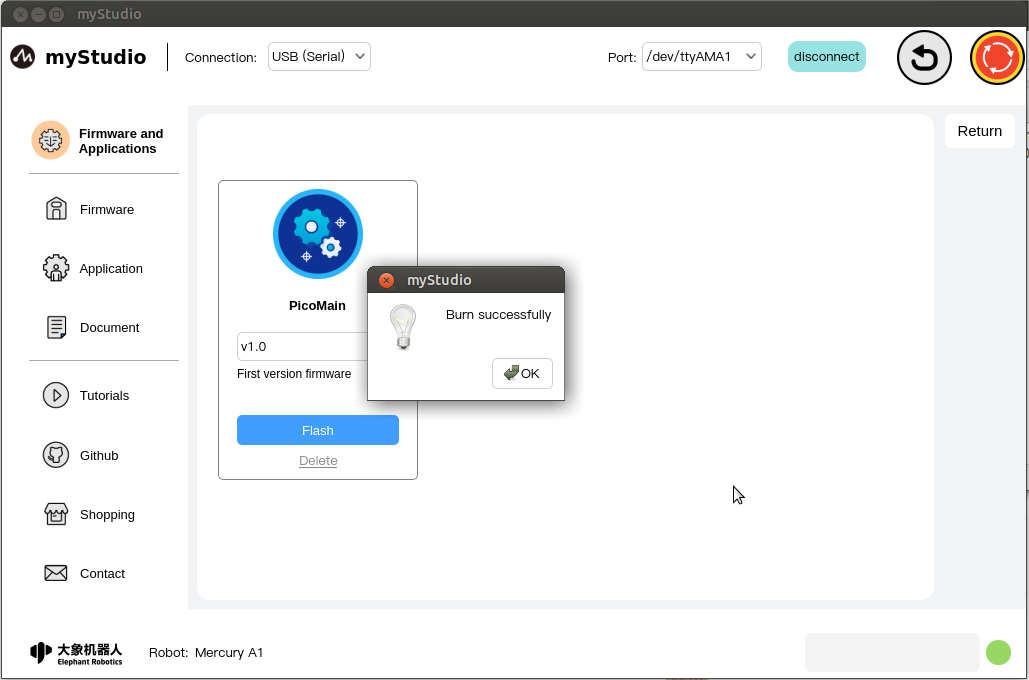 myStudio
myStudio
Connection:
USB (Serial)
Port:
/dev/ttyAMA1
disconnect
Firmware and
Applications
Return
Firmware
Application
Document
Tutorials
Github
Shopping
Contact
PicoMain
v1.0
First version firmware
Flash
Delete
myStudio
Burn successfully
OK
大象机器人
Elephant Robotics
Robot: Mercury A1